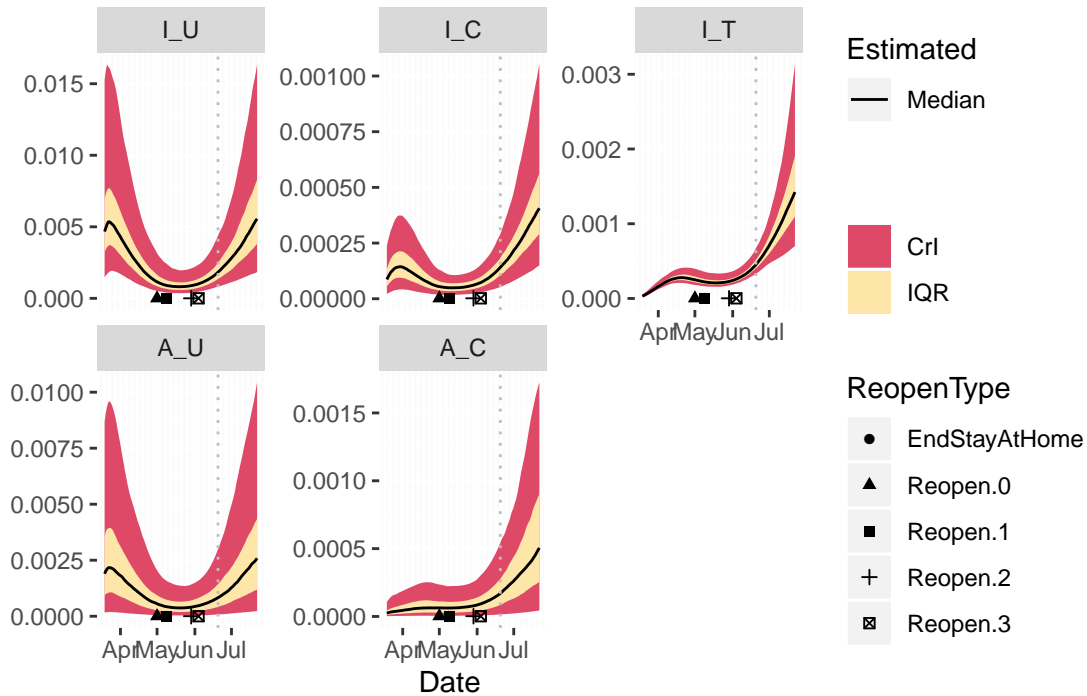 I_U
I_C
I_T
0.015
0.010
0.005
0.000
0.00100
0.00075
0.00050
0.00025
0.00000
0.003
0.002
0.001
0.000
Apr May Jun Jul
A_U
A_C
0.0100
0.0075
0.0050
0.0025
0.0000
0.0015
0.0010
0.0005
0.0000
Apr May Jun Jul
Apr May Jun Jul
Date
Estimated
Median
CrI
IQR
ReopenType
EndStayAtHome
Reopen.0
Reopen.1
Reopen.2
Reopen.3